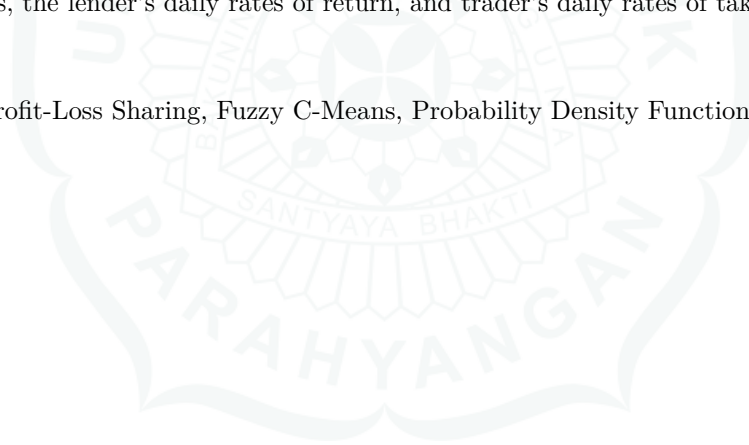 s, the lender's daily rates of return, and trader's daily rates of tak
rofit-Loss Sharing, Fuzzy C-Means, Probability Density Function
SANTYAYA BHAKTI
PARAHYANGAN